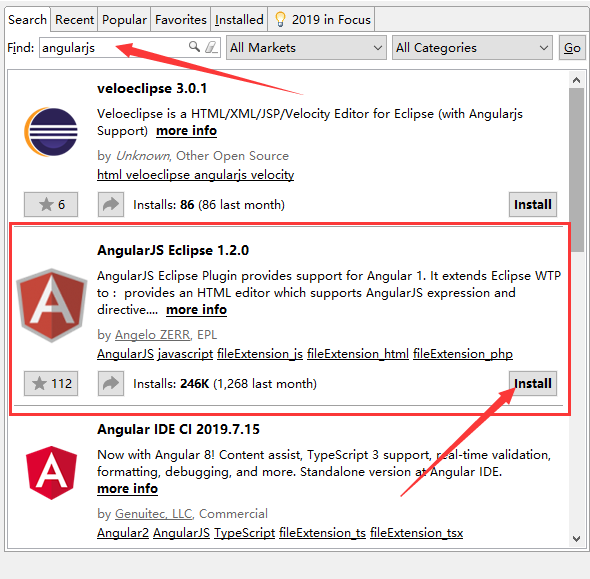 Search Recent Popular Favorites Installed 2019 in Focus
Find: angularjs All Markets All Categories Go
veloeclipse 3.0.1
Veloeclipse is a HTML/XML/JSP/Velocity Editor for Eclipse (with Angularjs
Support) more info
by Unknown, Other Open Source
html veloeclipse angularjs velocity
6 Installs: 86 (86 last month) Install
AngularJS Eclipse 1.2.0
AngularJS Eclipse Plugin provides support for Angular 1. It extends Eclipse WTP
to : provides an HTML editor which supports AngularJS expression and
directive.... more info
by Angelo ZERR, EPL
AngularJS javascript fileExtension_js fileExtension_html fileExtension_php
112 Installs: 246K (1,268 last month) Install
Angular IDE CI 2019.7.15
Now with Angular 8! Content assist, TypeScript 3 support, real-time validation,
formatting, debugging, and more. Standalone version at Angular IDE.
more info
by Genuitec, LLC, Commercial
Angular2 AngularJS TypeScript fileExtension_ts fileExtension_tsx